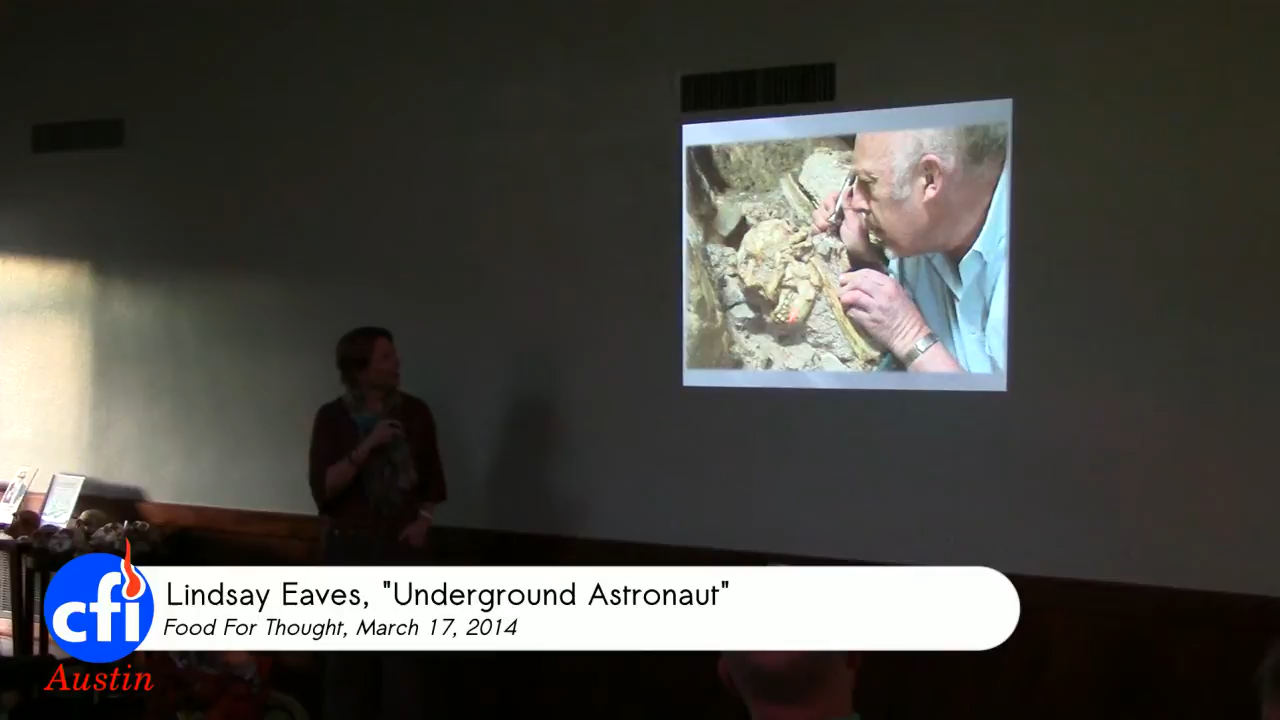 Lindsay Eaves, "Underground Astronaut"
Food For Thought, March 17, 2014
cfi
Austin